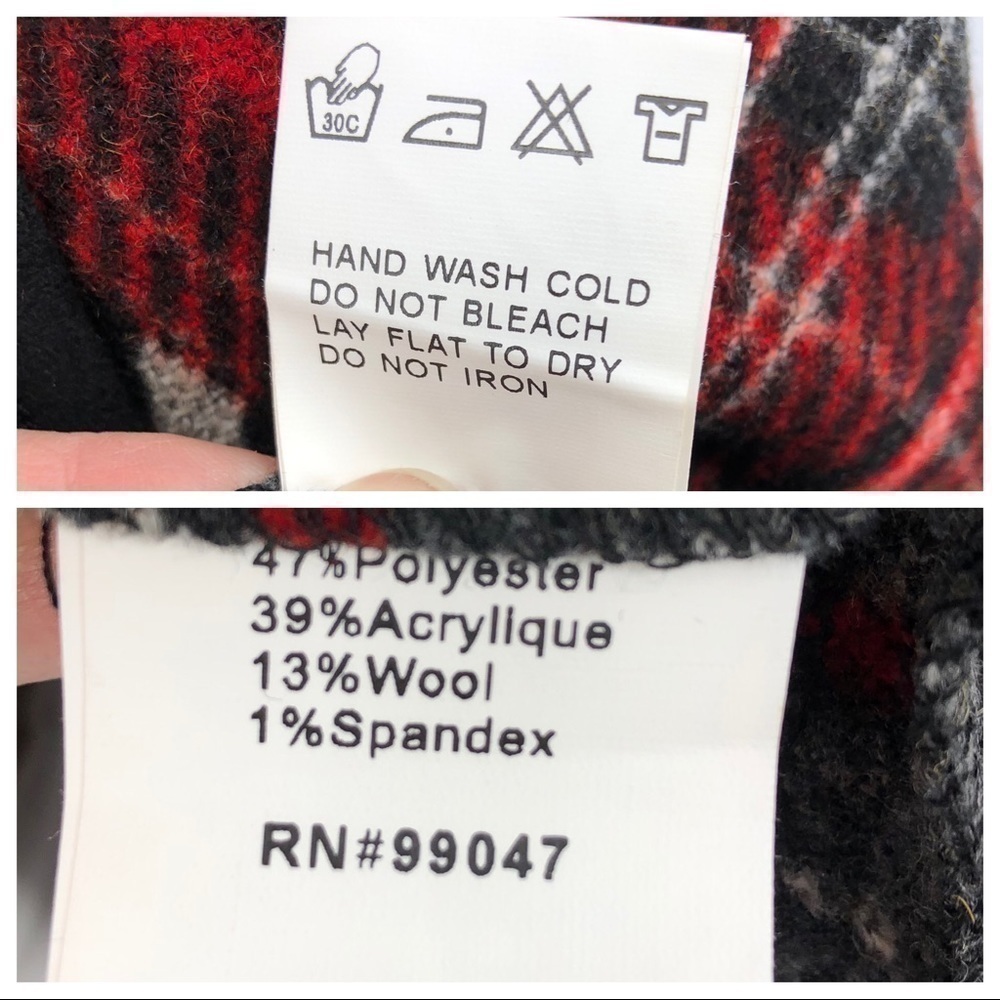 30C
HAND WASH COLD
DO NOT BLEACH
LAY FLAT TO DRY
DO NOT IRON
47%Polyester
39%Acryllique
13%Wool
1%Spandex
RN#99047